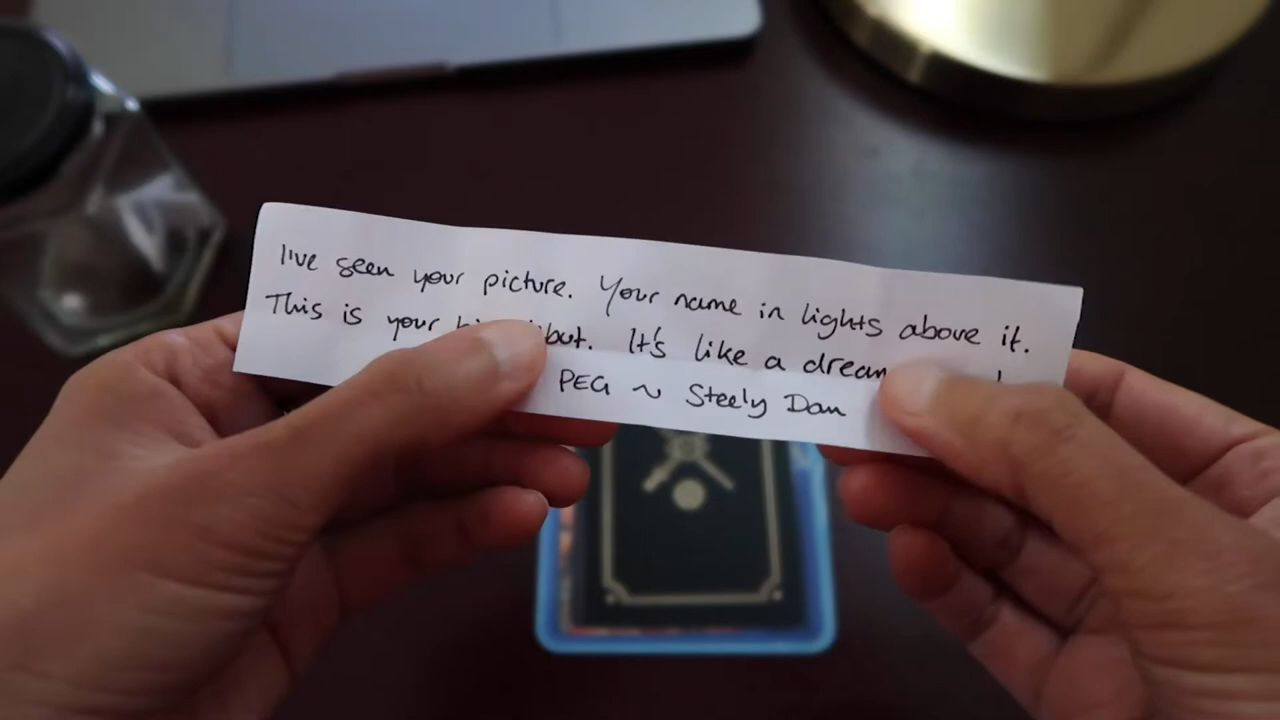 I've seen your picture. Your name in lights above it.
This is your but. It's like a dream
PEG ~ Steely Dan